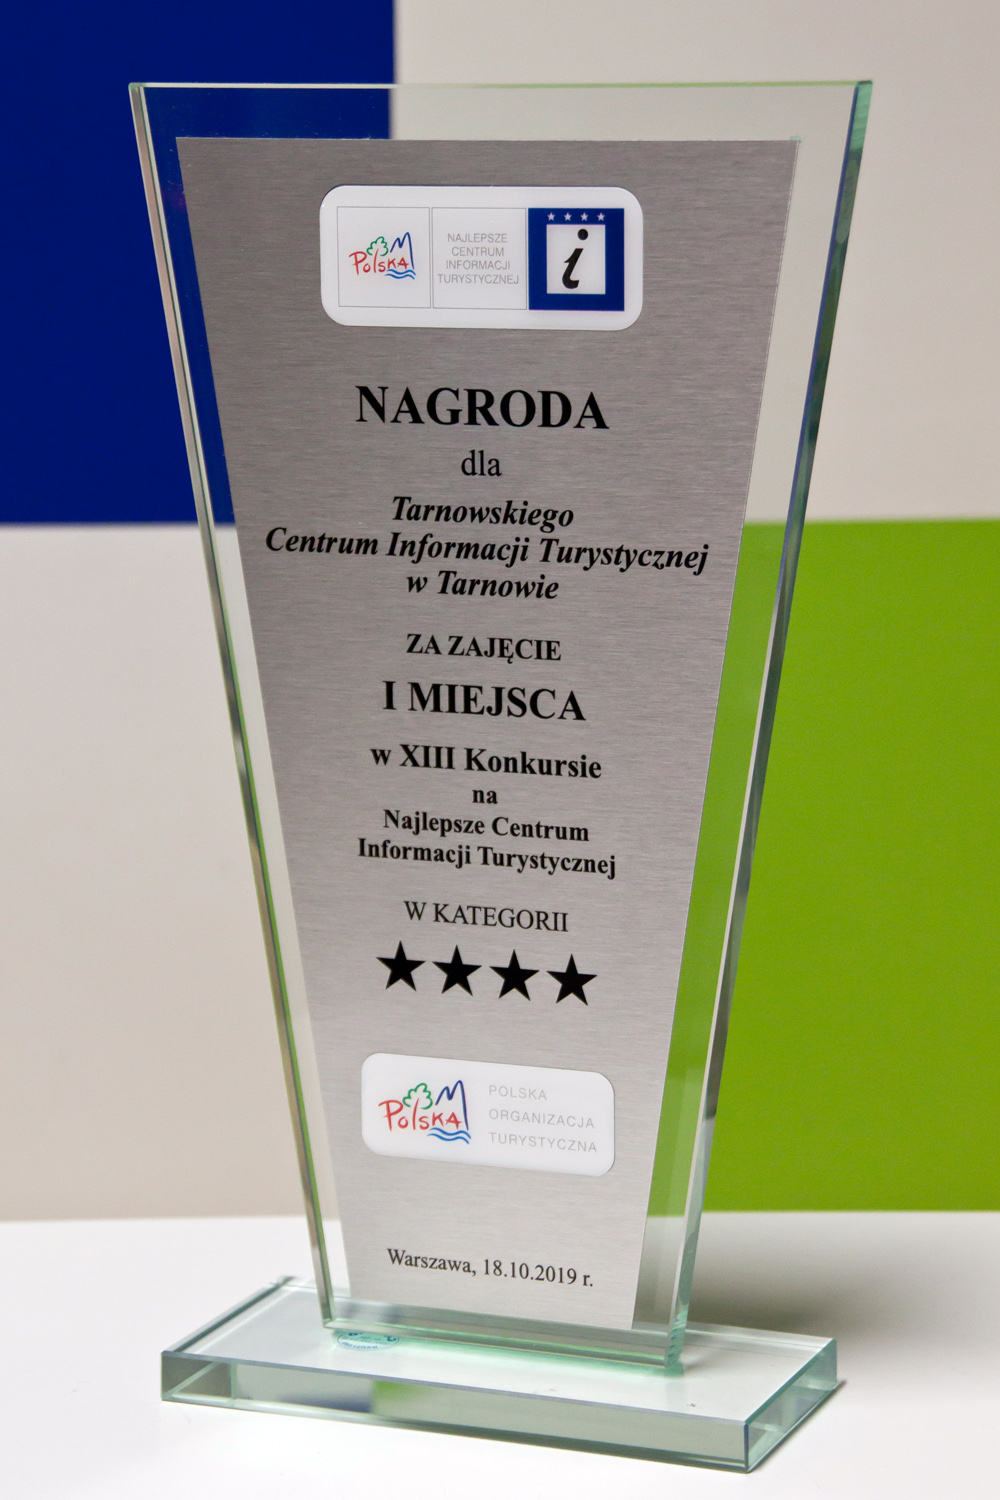 Polska
NAJLEPSZE
CENTRUM
INFORMACJI
TURYSTYCZNEJ
i
NAGRODA
dla
Tarnowskiego
Centrum Informacji Turystycznej
w Tarnowie
ZA ZAJĘCIE
I MIEJSCA
w XIII Konkursie
na
Najlepsze Centrum
Informacji Turystycznej
W KATEGORII
★★★★
Polska
POLSKA
ORGANIZACJA
TURYSTYCZNA
Warszawa, 18.10.2019 r.